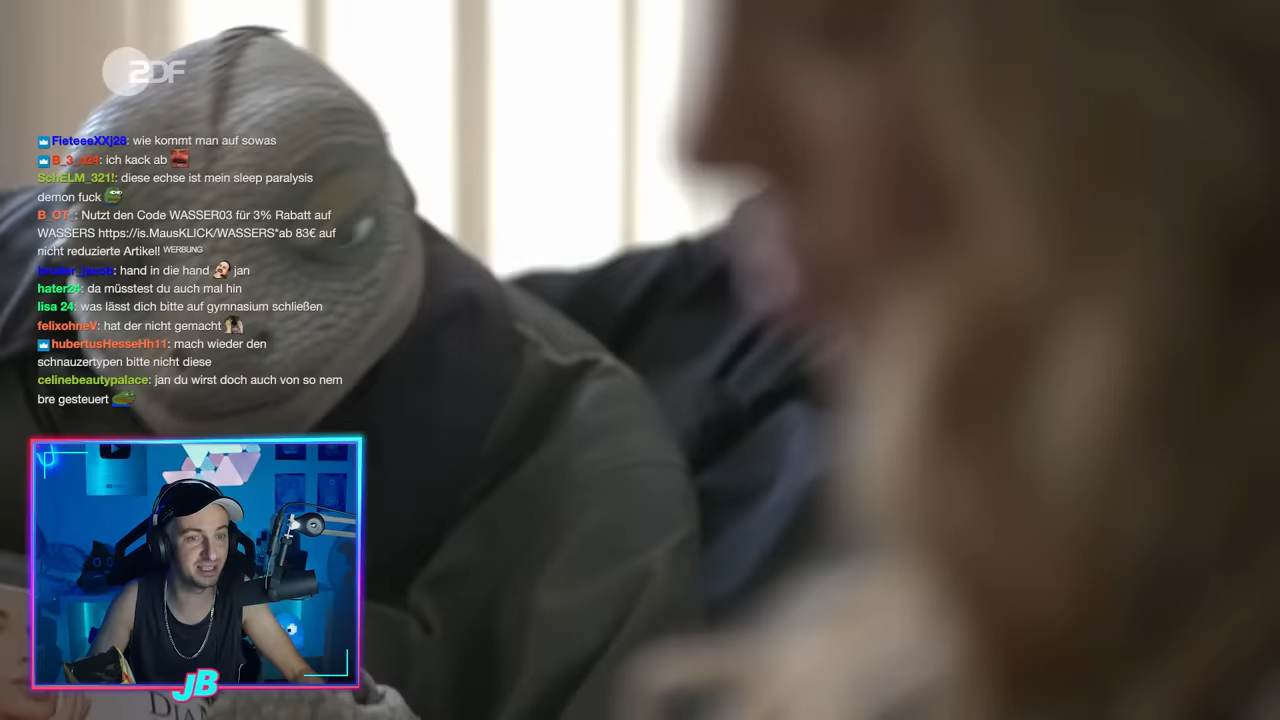 ZDF
FieteeeXXj28: wie kommt man auf sowas
ich kack ab
SchELM_321!: diese echse ist mein sleep paralysis
demon fuck
B_OT_: Nutzt den Code WASSER03 für 3% Rabatt auf
WASSERS https://is.MausKLICK/WASSERS*ab 83€ auf
nicht reduzierte Artikel! WERBUNG
bruder_jacob: hand in die hand jan
hater24: da müsstest du auch mal hin
lisa 24: was lässt dich bitte auf gymnasium schließen
felixohneV: hat der nicht gemacht
hubertusHesseHh11: mach wieder den
schnauzertypen bitte nicht diese
celinebeautypalace: jan du wirst doch auch von so nem
bre gesteuert
JB